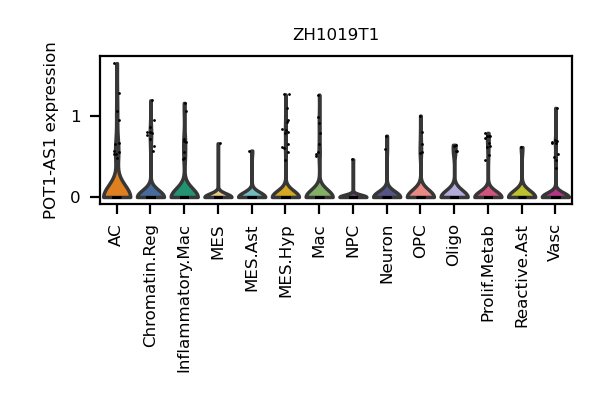 ZH1019T1
POT1-AS1 expression
1
0
AC
Chromatin.Reg
Inflammatory.Mac
MES
MES.Ast
MES.Hyp
Mac
NPC
Neuron
OPC
Oligo
Prolif.Metab
Reactive.Ast
Vasc